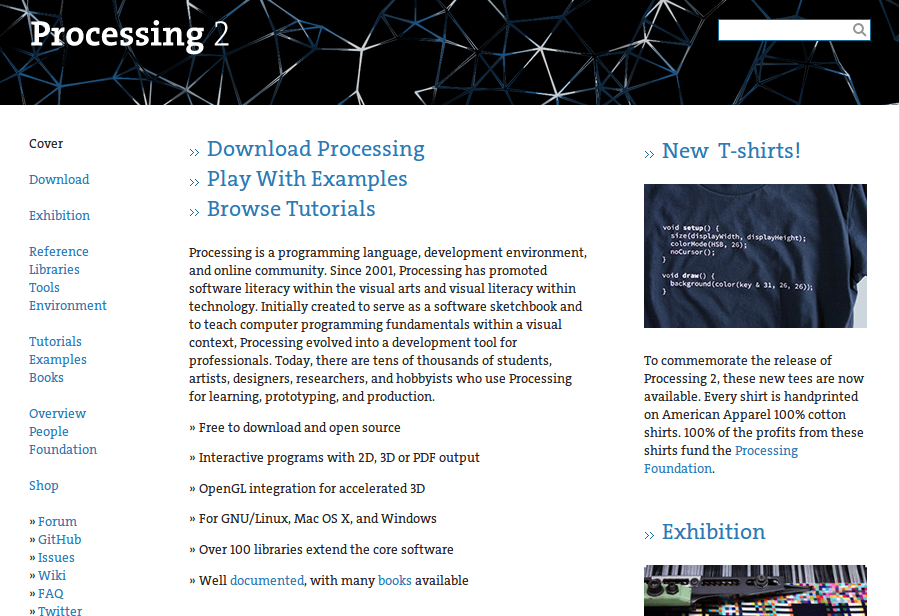 Processing 2
Cover
Download
Exhibition
Reference
Libraries
Tools
Environment
Tutorials
Examples
Books
Overview
People
Foundation
Shop
» Forum
» GitHub
» Issues
» Wiki
» FAQ
» Twitter
» Download Processing
» Play With Examples
» Browse Tutorials
Processing is a programming language, development environment,
and online community. Since 2001, Processing has promoted
software literacy within the visual arts and visual literacy within
technology. Initially created to serve as a software sketchbook and
to teach computer programming fundamentals within a visual
context, Processing evolved into a development tool for
professionals. Today, there are tens of thousands of students,
artists, designers, researchers, and hobbyists who use Processing
for learning, prototyping, and production.
» Free to download and open source
» Interactive programs with 2D, 3D or PDF output
» OpenGL integration for accelerated 3D
» For GNU/Linux, Mac OS X, and Windows
» Over 100 libraries extend the core software
» Well documented, with many books available
» New T-shirts!
void setup() {
size(displayWidth, displayHeight);
colorMode(HSB, 26);
noCursor();
}
void draw() {
background(color(key & 31, 26, 26));
}
To commemorate the release of
Processing 2, these new tees are now
available. Every shirt is handprinted
on American Apparel 100% cotton
shirts. 100% of the profits from these
shirts fund the Processing
Foundation.
» Exhibition